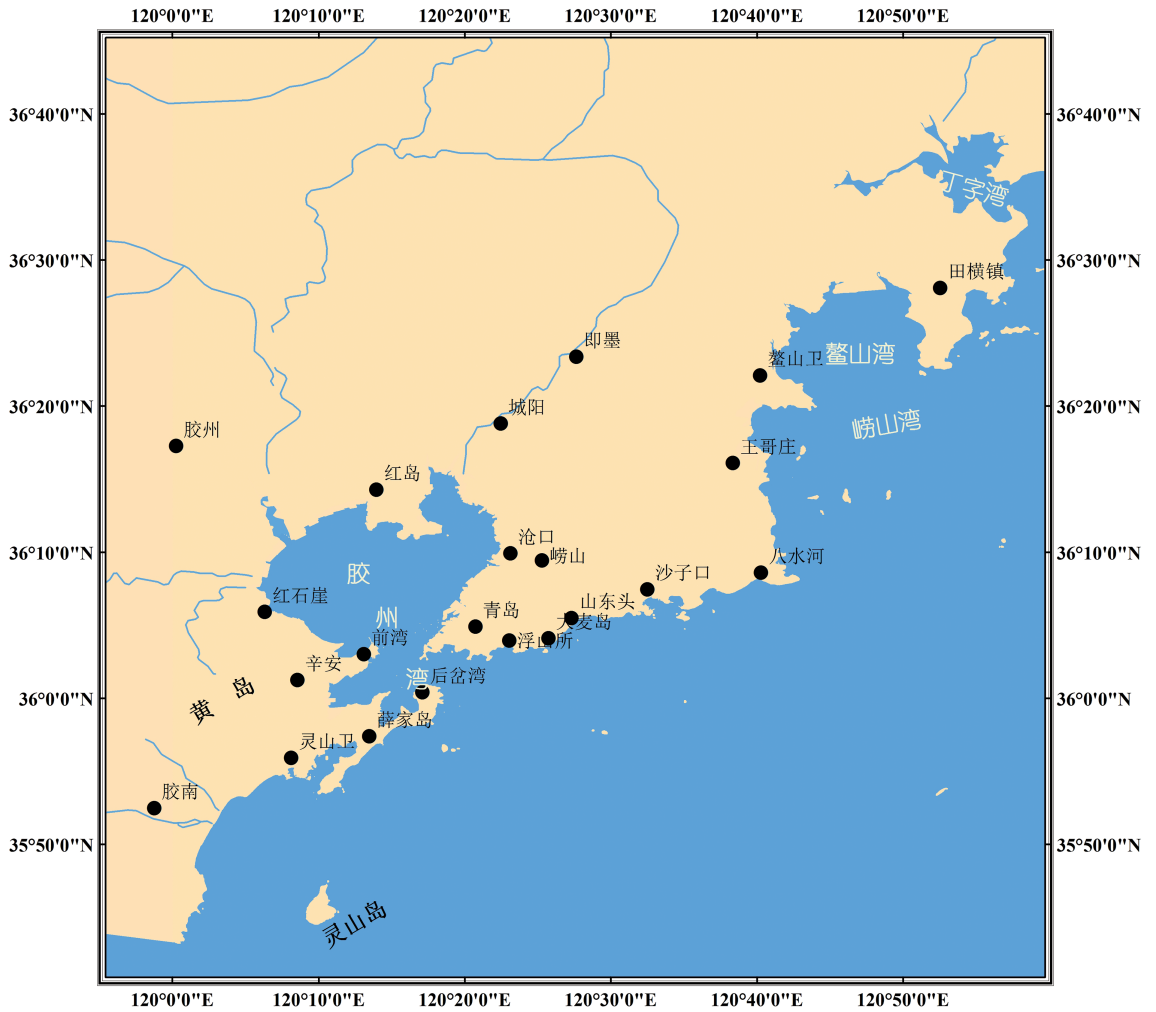 120°0'0"E 120°10'0"E 120°20'0"E 120°30'0"E 120°40'0"E 120°50'0"E
36°40'0"N 36°40'0"N
丁字湾
36°30'0"N 36°30'0"N
田横镇
即墨
鳌山湾
鳌山卫
36°20'0"N 36°20'0"N
城阳
崂山湾
胶州
王哥庄
红岛
沧口
36°10'0"N 36°10'0"N
崂山
八水河
胶
沙子口
红石崖
山东头
青岛
州
大麦岛
前湾
浮山所
辛安
后岔湾
湾
黄岛
36°0'0"N 36°0'0"N
薛家岛
灵山卫
胶南
35°50'0"N 35°50'0"N
灵山岛
120°0'0"E 120°10'0"E 120°20'0"E 120°30'0"E 120°40'0"E 120°50'0"E